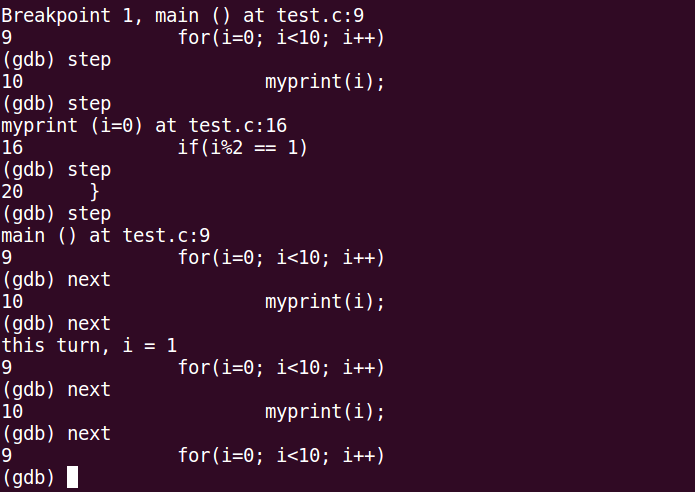 Breakpoint 1, main () at test.c:9
9               for(i=0; i<10; i++)
(gdb) step
10                      myprint(i);
(gdb) step
myprint (i=0) at test.c:16
16              if(i%2 == 1)
(gdb) step
20      }
(gdb) step
main () at test.c:9
9               for(i=0; i<10; i++)
(gdb) next
10                      myprint(i);
(gdb) next
this turn, i = 1
9               for(i=0; i<10; i++)
(gdb) next
10                      myprint(i);
(gdb) next
9               for(i=0; i<10; i++)
(gdb)